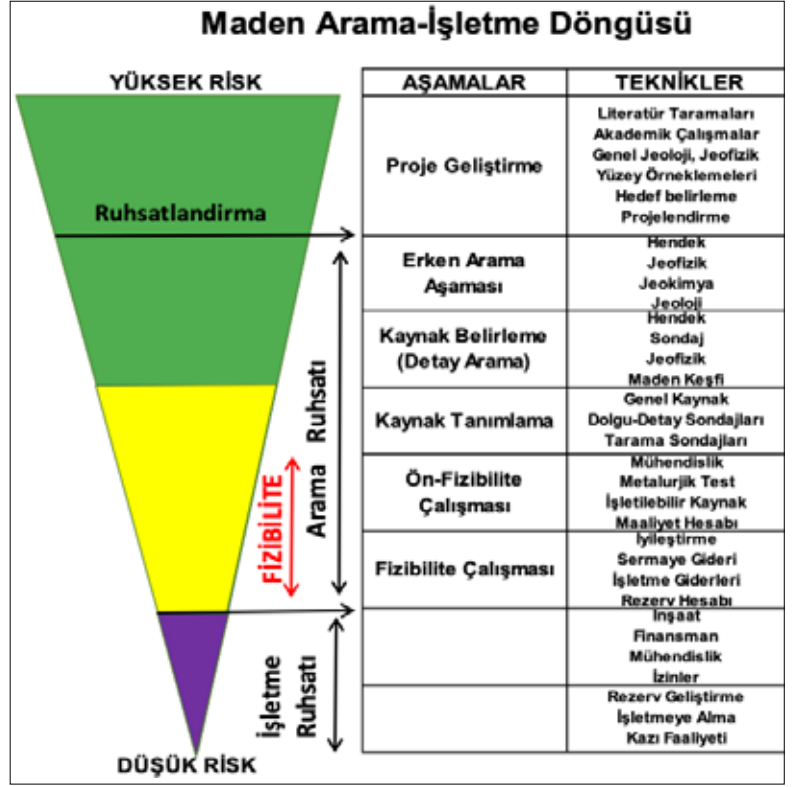 Maden Arama-İşletme Döngüsü
YÜKSEK RİSK
AŞAMALAR
TEKNİKLER
Proje Geliştirme
Literatür Taramaları
Akademik Çalışmalar
Genel Jeoloji, Jeofizik
Yüzey Örneklemeleri
Hedef belirleme
Projelendirme
Ruhsatlandirma
Erken Arama
Aşaması
Hendek
Jeofizik
Jeokimya
Jeoloji
Kaynak Belirleme
(Detay Arama)
Hendek
Sondaj
Jeofizik
Maden Keşfi
Kaynak Tanımlama
Genel Kaynak
Dolgu-Detay Sondajları
Tarama Sondajları
Ön-Fizibilite
Çalışması
Mühendislik
Metalurjik Test
İşletilebilir Kaynak
Maaliyet Hesabı
Fizibilite Çalışması
İyileştirme
Sermaye Gideri
İşletme Giderleri
Rezerv Hesabı
FİZİBİLİTE
Arama Ruhsatı
İnşaat
Finansman
Mühendislik
İzinler
Rezerv Geliştirme
İşletmeye Alma
Kazı Faaliyeti
İşletme
Ruhsatı
DÜŞÜK RİSK